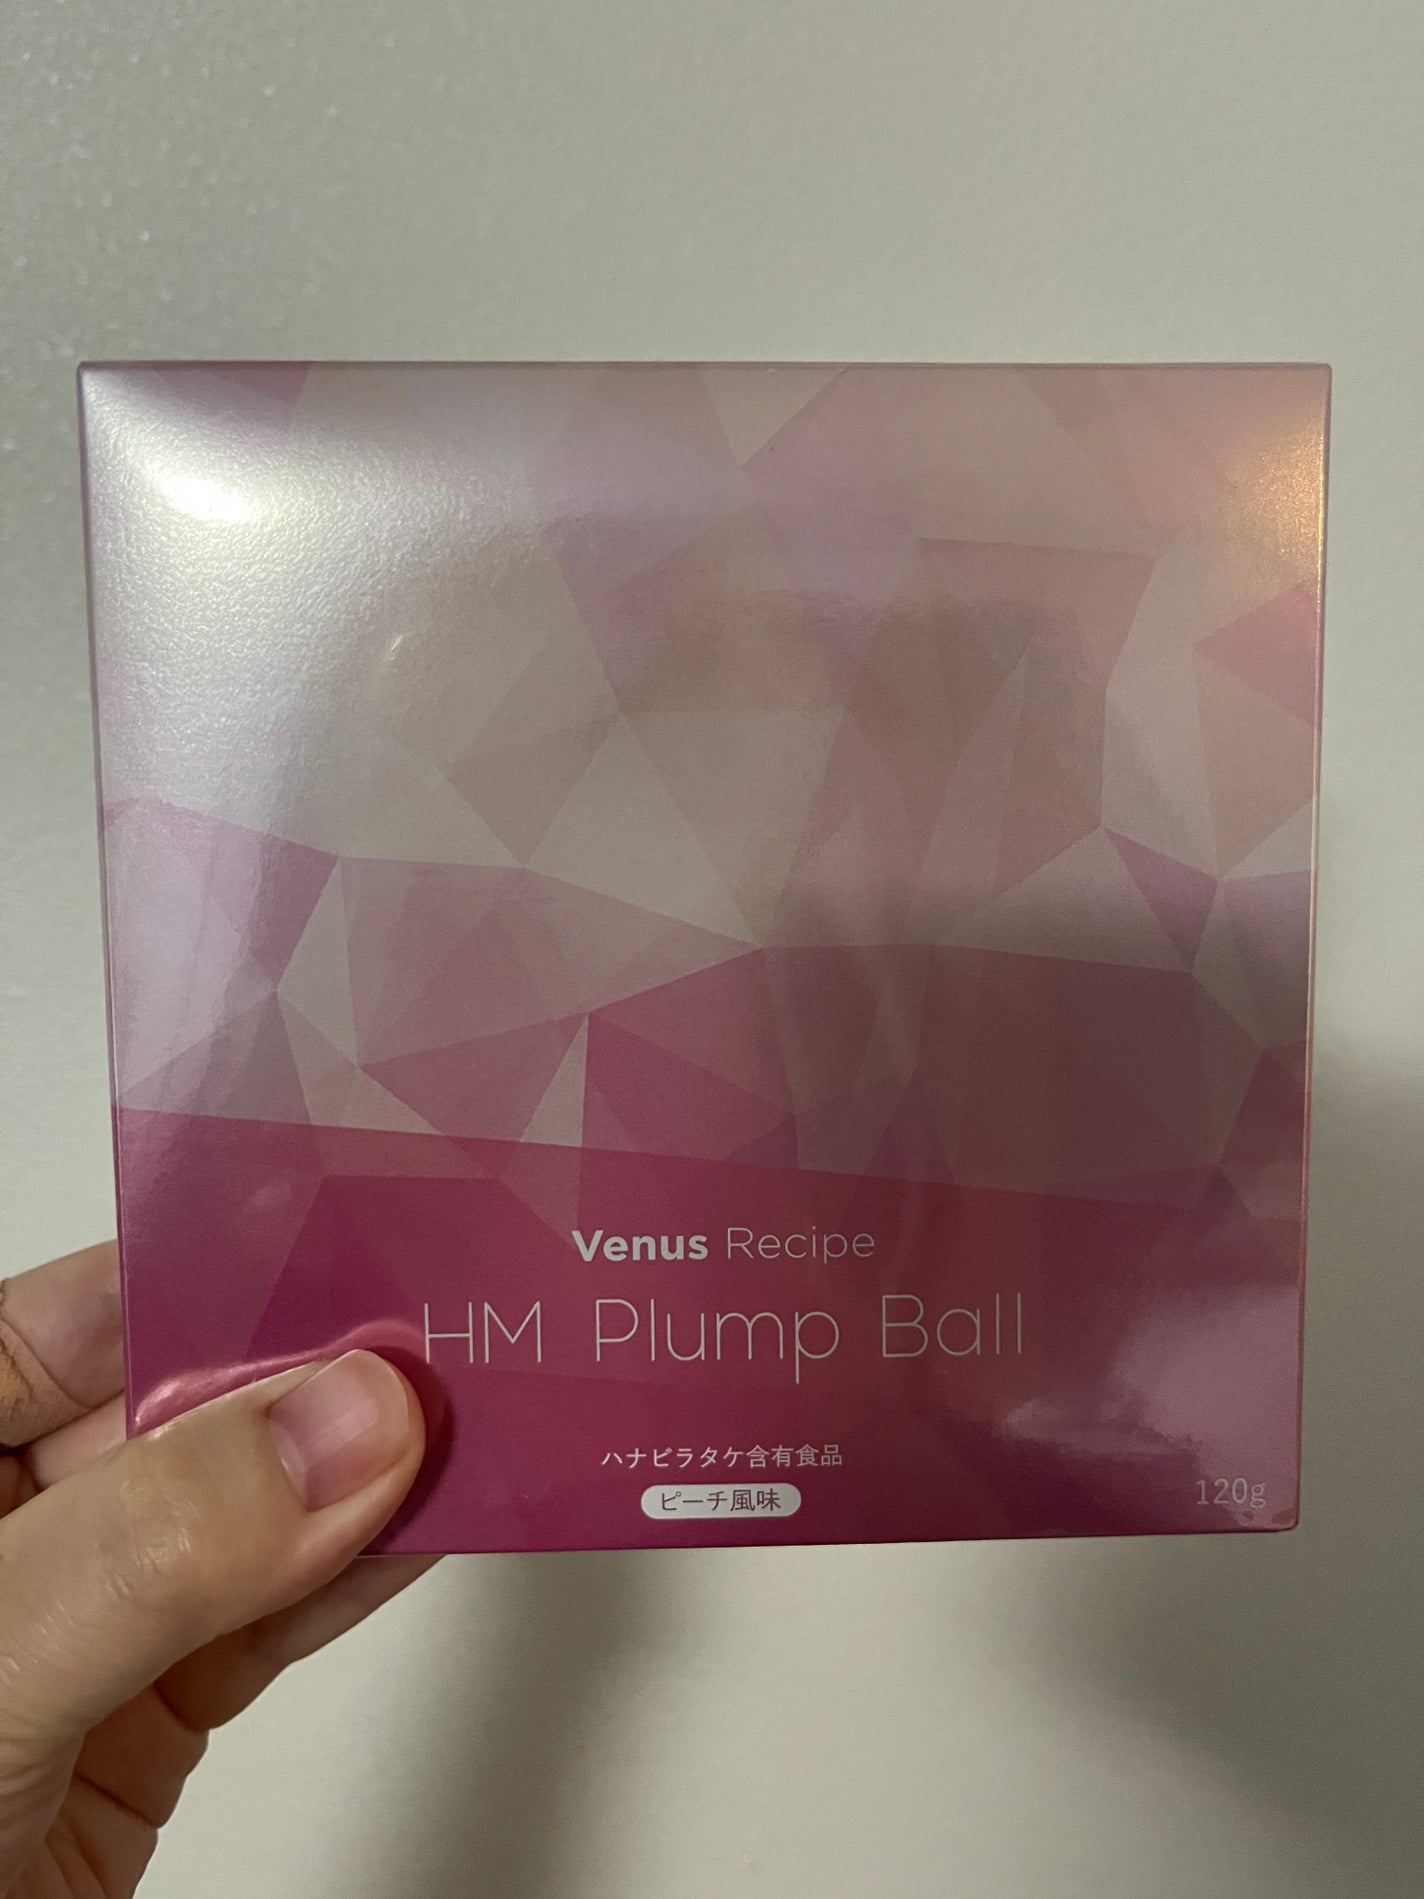 Venus Recipe
HM Plump Ball
ハナビラタケ含有食品
ピーチ風味
120g